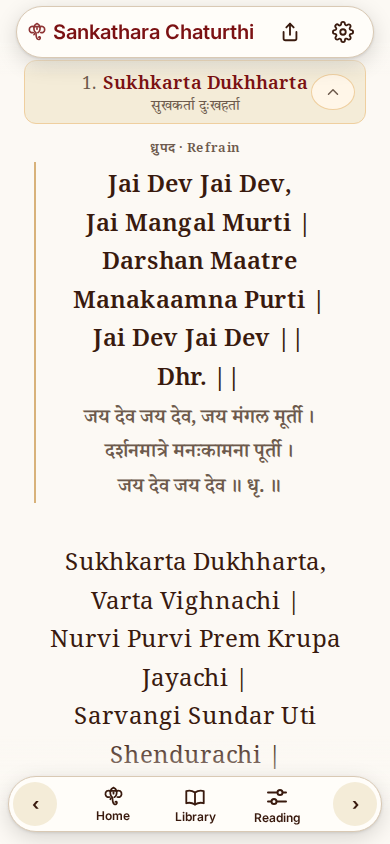 Sankathara Chaturthi
1. Sukhkarta Dukhharta
सुखकर्ता दुःखहर्ता
ध्रुपद · Refrain
Jai Dev Jai Dev,
Jai Mangal Murti |
Darshan Maatre
Manakaamna Purti |
Jai Dev Jai Dev ||
Dhr. ||
जय देव जय देव, जय मंगल मूर्ती ।
दर्शनमात्रे मनःकामना पूर्ती ।
जय देव जय देव ॥ धृ. ॥
Sukhkarta Dukhharta,
Varta Vighnachi |
Nurvi Purvi Prem Krupa
Jayachi |
Sarvangi Sundar Uti
Shendurachi |
‹ Home Library Reading ›